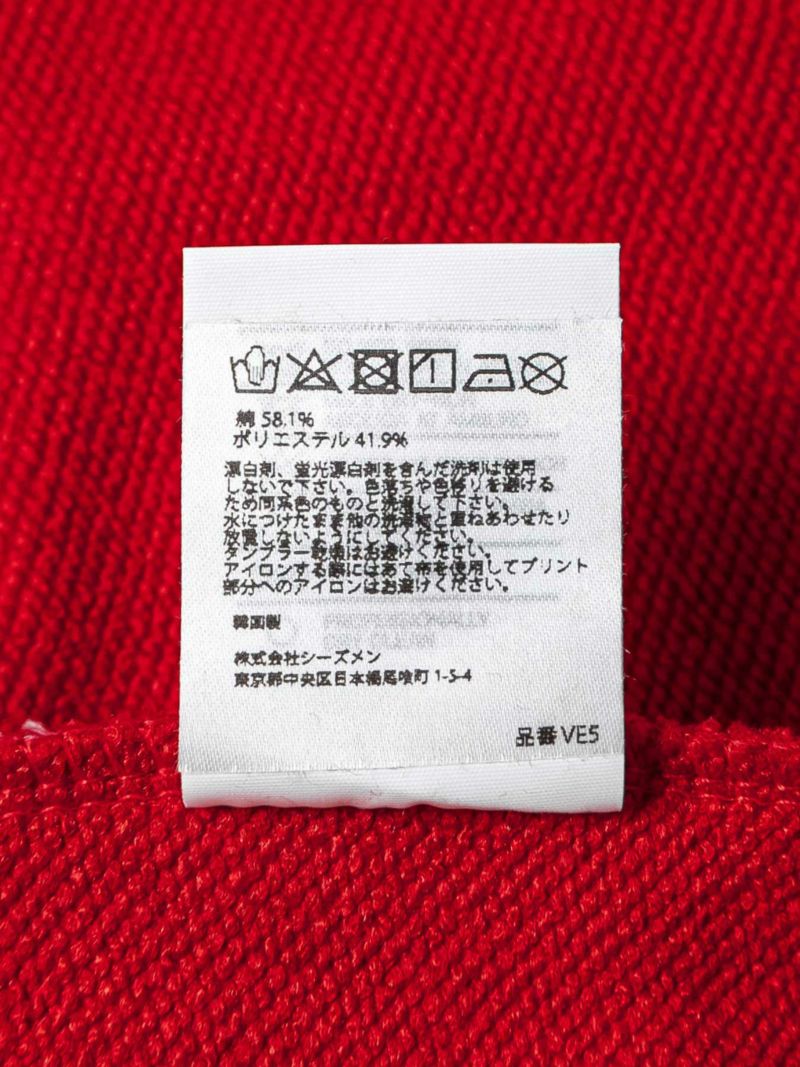 綿 58.1%
ポリエステル 41.9%
漂白剤、蛍光漂白剤を含んだ洗剤は使用
しないで下さい。色落ちや色移りを避ける
ため同系色のものと洗濯して下さい。
水につけたまま他の洗濯物と重ねあわせたり
放置しないようにしてください。
タンブラー乾燥はお避けください。
アイロンする際にはあて布を使用してプリント
部分へのアイロンはお避けください。
韓国製
株式会社シーズメン
東京都中央区日本橋馬喰町 1-5-4
品番 VE5